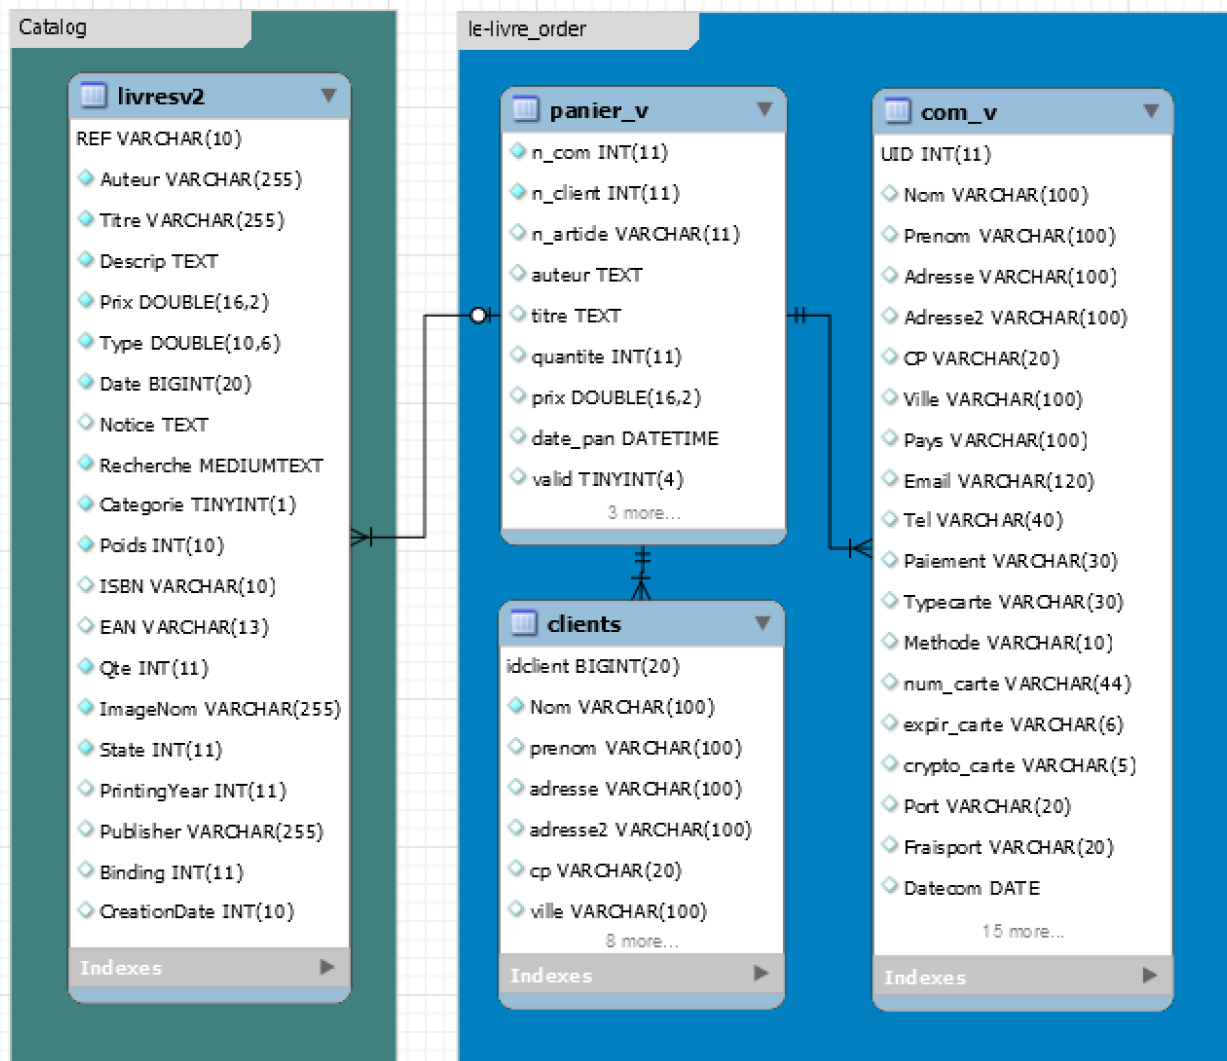 Catalog
livresv2
REF VARCHAR(10)
Auteur VARCHAR(255)
Titre VARCHAR(255)
Descrip TEXT
Prix DOUBLE(16,2)
Type DOUBLE(10,6)
Date BIGINT(20)
Notice TEXT
Recherche MEDIUMTEXT
Categorie TINYINT(1)
Poids INT(10)
ISBN VARCHAR(10)
EAN VARCHAR(13)
Qte INT(11)
ImageNom VARCHAR(255)
State INT(11)
PrintingYear INT(11)
Publisher VARCHAR(255)
Binding INT(11)
CreationDate INT(10)
Indexes
le-livre_order
panier_v
n_com INT(11)
n_client INT(11)
n_article VARCHAR(11)
auteur TEXT
titre TEXT
quantite INT(11)
prix DOUBLE(16,2)
date_pan DATETIME
valid TINYINT(4)
3 more...
clients
idclient BIGINT(20)
Nom VARCHAR(100)
prenom VARCHAR(100)
adresse VARCHAR(100)
adresse2 VARCHAR(100)
cp VARCHAR(20)
ville VARCHAR(100)
8 more...
Indexes
com_v
UID INT(11)
Nom VARCHAR(100)
Prenom VARCHAR(100)
Adresse VARCHAR(100)
Adresse2 VARCHAR(100)
CP VARCHAR(20)
Ville VARCHAR(100)
Pays VARCHAR(100)
Email VARCHAR(120)
Tel VARCHAR(40)
Paiement VARCHAR(30)
Typecarte VARCHAR(30)
Methode VARCHAR(10)
num_carte VARCHAR(44)
expir_carte VARCHAR(6)
crypto_carte VARCHAR(5)
Port VARCHAR(20)
Fraisport VARCHAR(20)
Datecom DATE
15 more...
Indexes